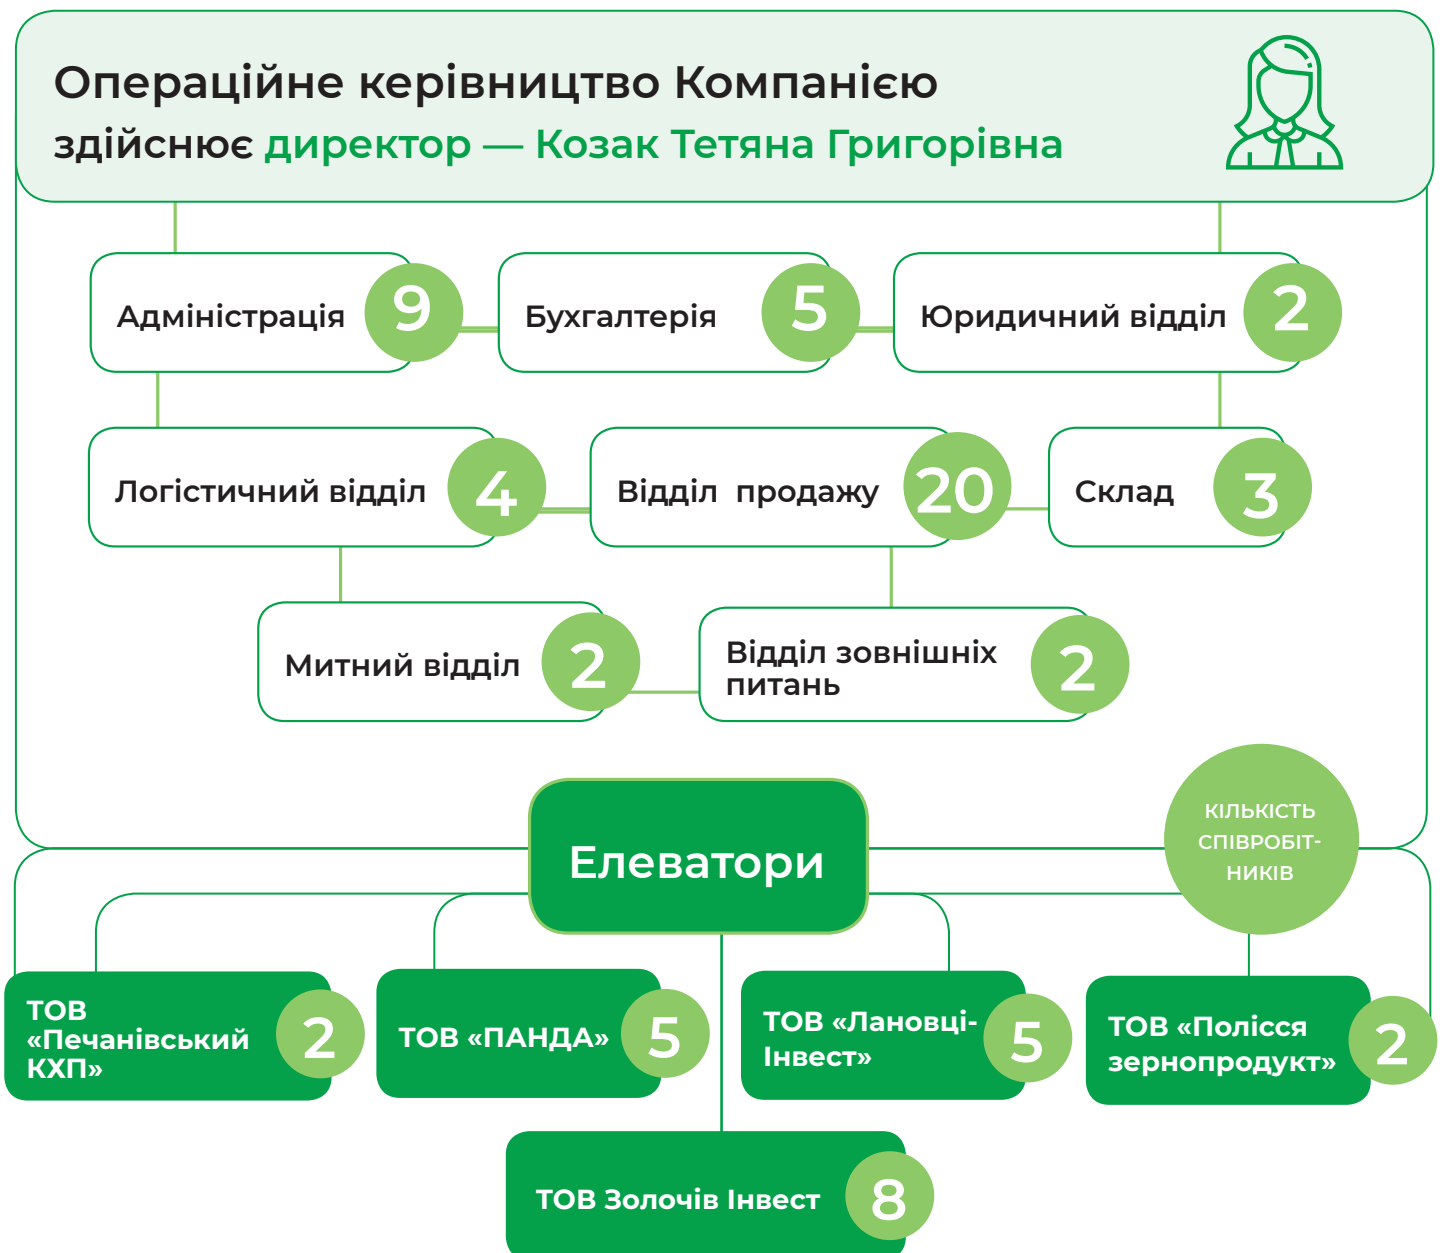 Операційне керівництво Компанією
здійснює директор — Козак Тетяна Григорівна
Адміністрація 9
Бухгалтерія 5
Юридичний відділ 2
Логістичний відділ 4
Відділ продажу 20
Склад 3
Митний відділ 2
Відділ зовнішніх
питань
2
Елеватори
КІЛЬКІСТЬ
СПІВРОБІТ-
НИКІВ
ТОВ
«Печанівський
КХП»
2
ТОВ «ПАНДА» 5
ТОВ «Лановці-
Інвест»
5
ТОВ «Полісся
зернопродукт»
2
ТОВ Золочів Інвест 8